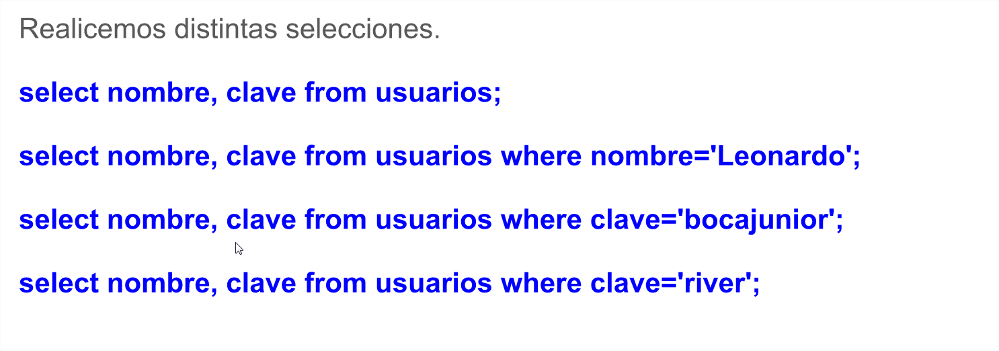 Realicemos distintas selecciones.
select nombre, clave from usuarios;
select nombre, clave from usuarios where nombre='Leonardo';
select nombre, clave from usuarios where clave='bocajunior';
select nombre, clave from usuarios where clave='river';